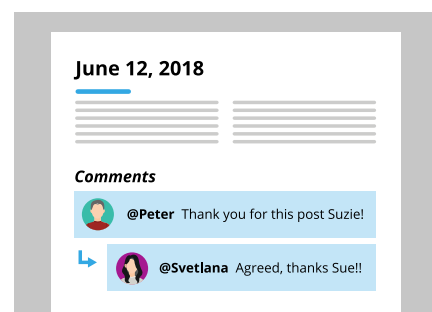 June 12, 2018
Comments
@Peter Thank you for this post Suzie!
@Svetlana Agreed, thanks Sue!!